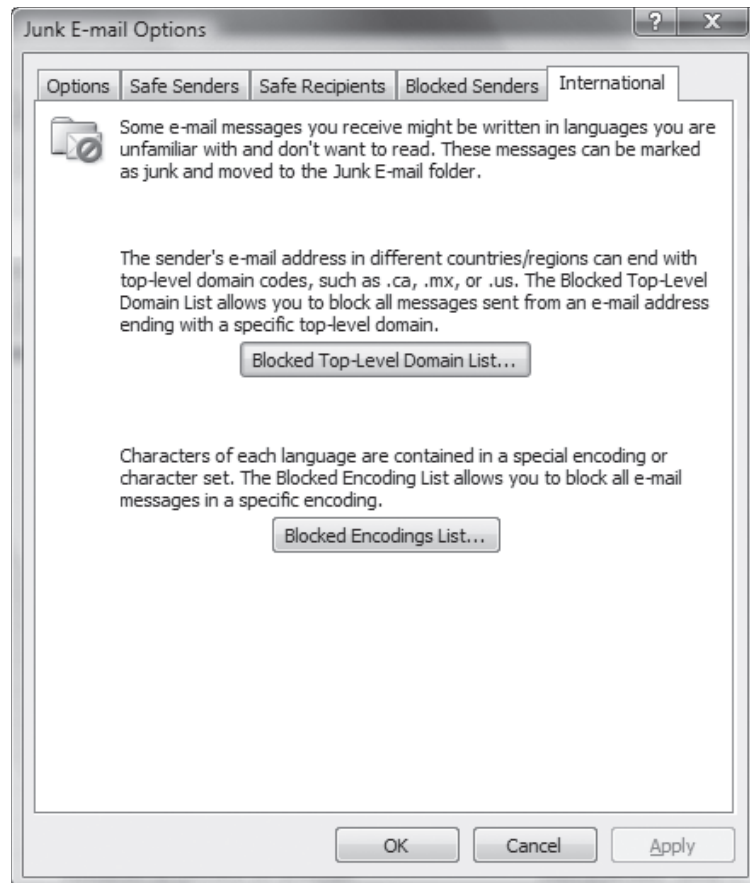 Junk E-mail Options
? X
Options Safe Senders Safe Recipients Blocked Senders International
Some e-mail messages you receive might be written in languages you are
unfamiliar with and don't want to read. These messages can be marked
as junk and moved to the Junk E-mail folder.
The sender's e-mail address in different countries/regions can end with
top-level domain codes, such as .ca, .mx, or .us. The Blocked Top-Level
Domain List allows you to block all messages sent from an e-mail address
ending with a specific top-level domain.
Blocked Top-Level Domain List...
Characters of each language are contained in a special encoding or
character set. The Blocked Encoding List allows you to block all e-mail
messages in a specific encoding.
Blocked Encodings List...
OK Cancel Apply